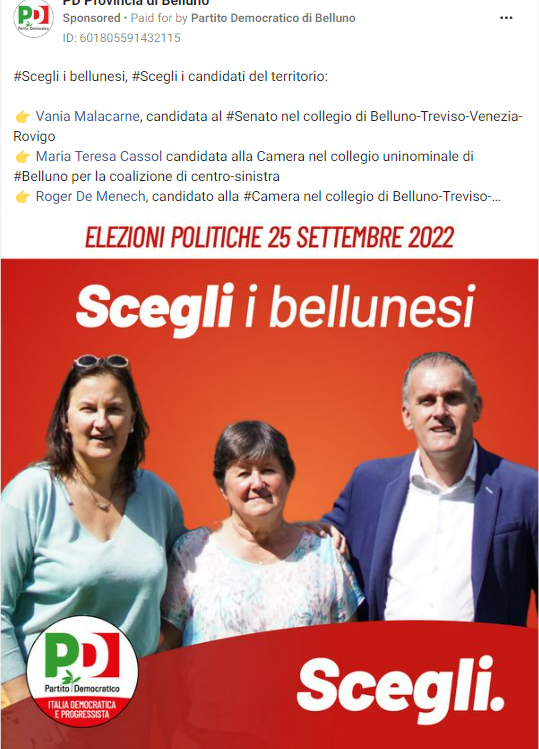 PD Provincia di Belluno
Sponsored • Paid for by Partito Democratico di Belluno
ID: 601805591432115
#Scegli i bellunesi, #Scegli i candidati del territorio:
👉 Vania Malacarne, candidata al #Senato nel collegio di Belluno-Treviso-Venezia-
Rovigo
👉 Maria Teresa Cassol candidata alla Camera nel collegio uninominale di
#Belluno per la coalizione di centro-sinistra
👉 Roger De Menech, candidato alla #Camera nel collegio di Belluno-Treviso-...
ELEZIONI POLITICHE 25 SETTEMBRE 2022
Scegli i bellunesi
PD
Partito Democratico
ITALIA DEMOCRATICA
E PROGRESSISTA
Scegli.